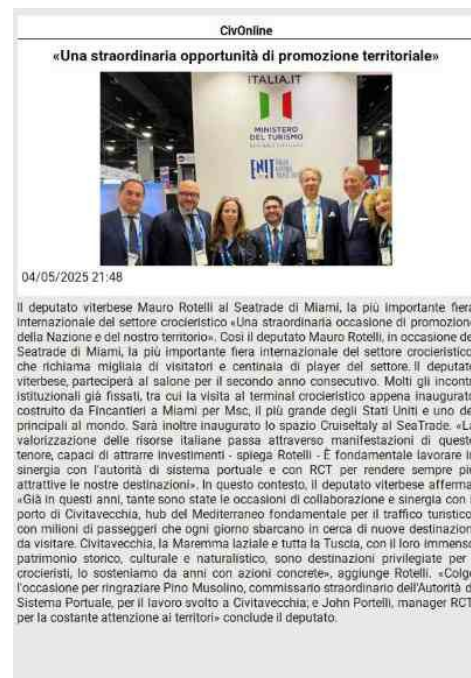 CivOnline
«Una straordinaria opportunità di promozione territoriale»
ITALIA.IT
MINISTERO
DEL TURISMO
04/05/2025 21:48
Il deputato viterbese Mauro Rotelli al Seatrade di Miami, la più importante fiera
internazionale del settore crocieristico «Una straordinaria occasione di promozione
della Nazione e del nostro territorio». Così il deputato Mauro Rotelli, in occasione de
Seatrade di Miami, la più importante fiera internazionale del settore crocieristico
che richiama migliaia di visitatori e centinaia di player del settore. Il deputato
viterbese, parteciperà al salone per il secondo anno consecutivo. Molti gli incontr
istituzionali già fissati, tra cui la visita al terminal crocieristico appena inaugurato
costruito da Fincantieri a Miami per Msc, il più grande degli Stati Uniti e uno de
principali al mondo. Sarà inoltre inaugurato lo spazio CruiseItaly al SeaTrade. «La
valorizzazione delle risorse italiane passa attraverso manifestazioni di questo
tenore, capaci di attrarre investimenti - spiega Rotelli - È fondamentale lavorare in
sinergia con l'autorità di sistema portuale e con RCT per rendere sempre più
attrattive le nostre destinazioni». In questo contesto, il deputato viterbese afferma:
«Già in questi anni, tante sono state le occasioni di collaborazione e sinergia con i
porto di Civitavecchia, hub del Mediterraneo fondamentale per il traffico turistico,
con milioni di passeggeri che ogni giorno sbarcano in cerca di nuove destinazion
da visitare. Civitavecchia, la Maremma laziale e tutta la Tuscia, con il loro immenso
patrimonio storico, culturale e naturalistico, sono destinazioni privilegiate per
crocieristi, lo sosteniamo da anni con azioni concrete», aggiunge Rotelli. «Colgo
l'occasione per ringraziare Pino Musolino, commissario straordinario dell'Autorità d
Sistema Portuale, per il lavoro svolto a Civitavecchia, e John Portelli, manager RCT
per la costante attenzione ai territori» conclude il deputato.